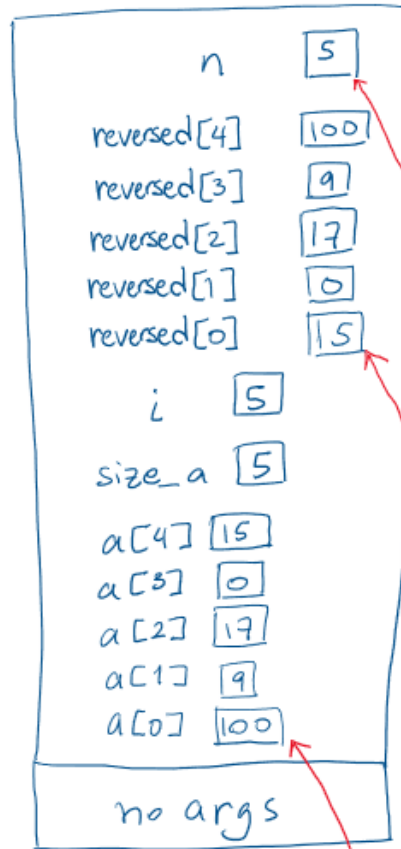 n 5
reversed[4] 100
reversed[3] 9
reversed[2] 17
reversed[1] 0
reversed[0] 15
i 5
size_a 5
a[4] 15
a[3] 0
a[2] 17
a[1] 9
a[0] 100
no args